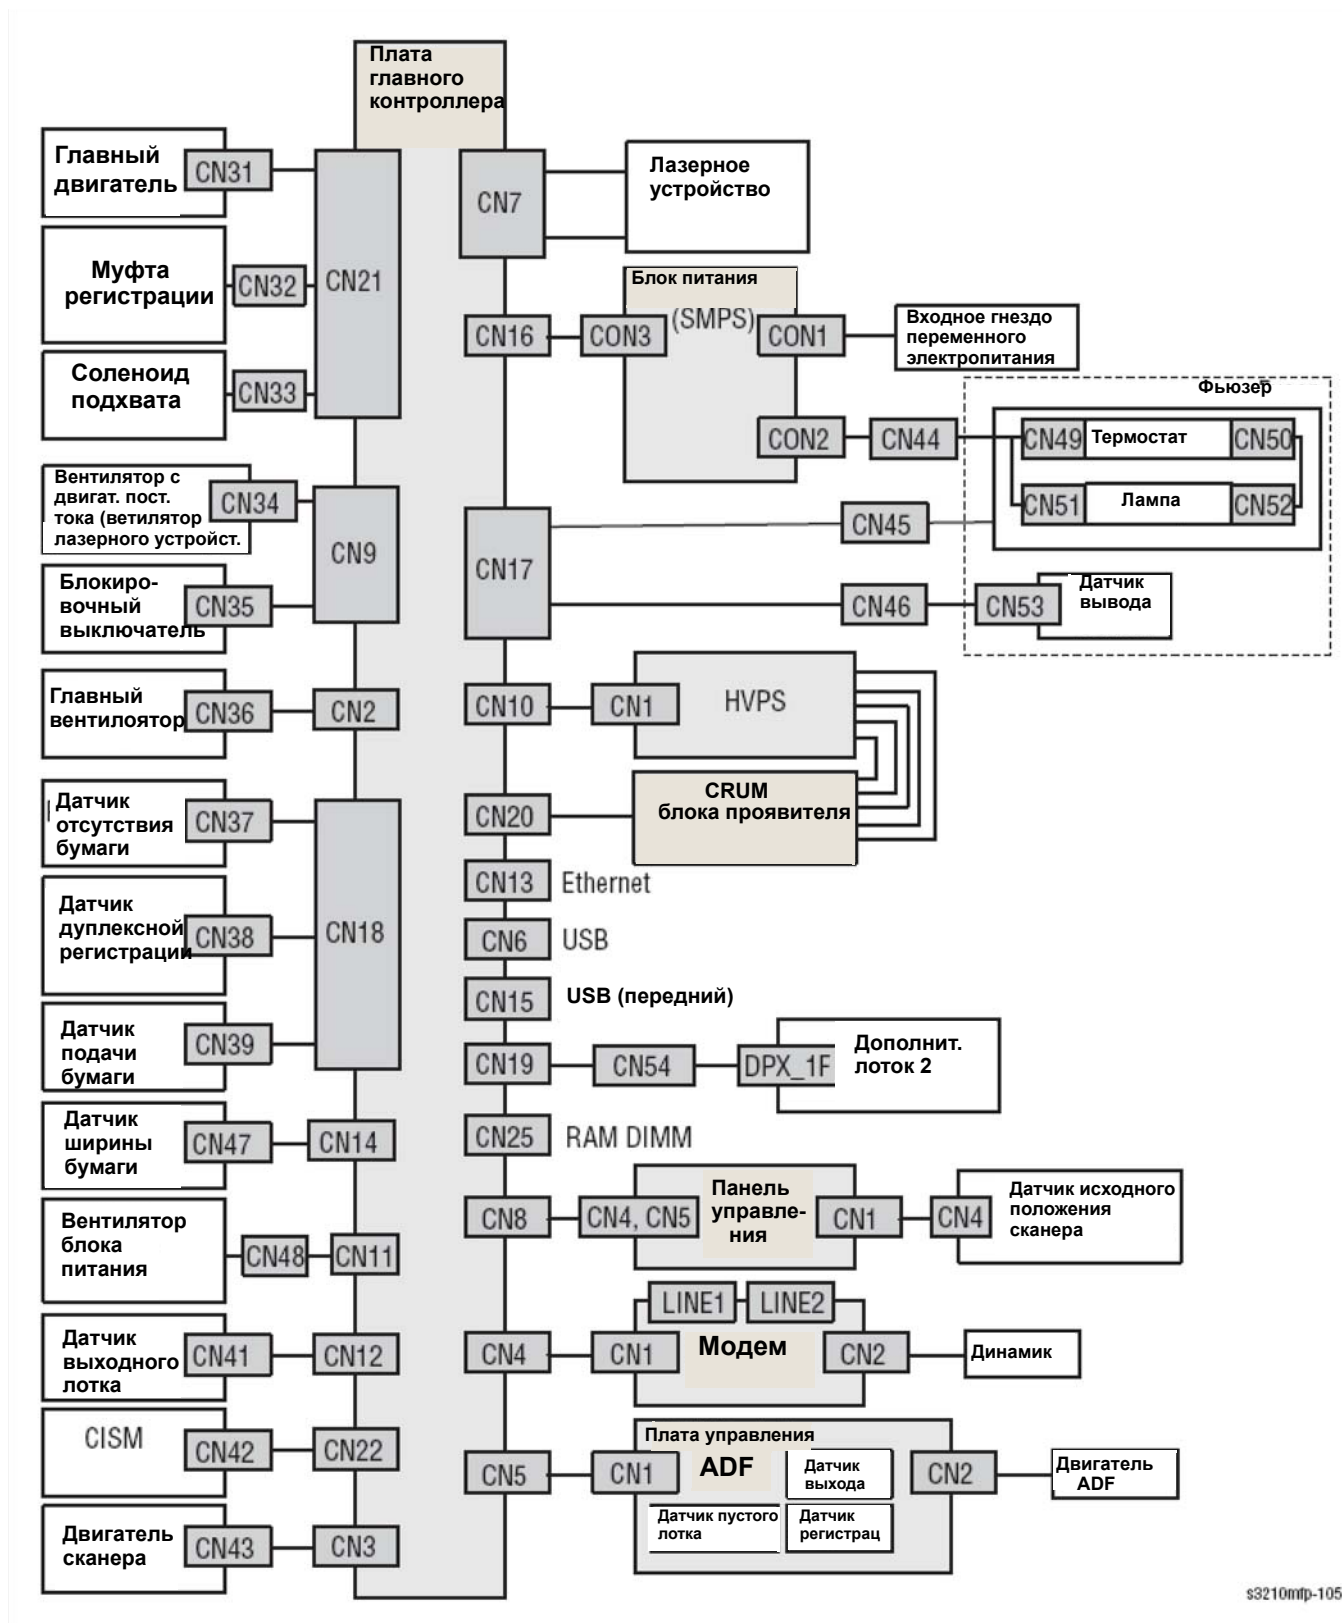 Плата
главного
контроллера
Главный
двигатель
CN31
Муфта
регистрации
CN32
CN21
Соленоид
подхвата
CN33
Вентилятор с
двигат. пост.
тока (ветилятор
лазерного устройст.
CN34
CN9
Блокиро-
вочный
выключатель
CN35
Главный
вентилоятор
CN36
CN2
Датчик
отсутствия
бумаги
CN37
Датчик
дуплексной
регистрации
CN38
CN18
Датчик
подачи
бумаги
CN39
Датчик
ширины
бумаги
CN47
CN14
Вентилятор
блока
питания
CN48
CN11
Датчик
выходного
лотка
CN41
CN12
CISM
CN42
CN22
Двигатель
сканера
CN43
CN3
CN7
Лазерное
устройство
CN16
CON3
Блок питания
(SMPS)
CON1
Входное гнездо
переменного
электропитания
CON2
CN44
Фьюзер
CN49
Термостат
CN50
CN51
Лампа
CN52
CN17
CN45
CN46
CN53
Датчик
вывода
CN10
CN1
HVPS
CN20
CRUM
блока проявителя
CN13
Ethernet
CN6
USB
CN15
USB (передний)
CN19
CN54
DPX_1F
Дополнит.
лоток 2
CN25
RAM DIMM
CN8
CN4, CN5
Панель
управле-
ния
CN1
CN4
Датчик исходного
положения
сканера
LINE1
LINE2
CN4
CN1
Модем
CN2
Динамик
Плата управления
ADF
CN5
CN1
Датчик
выхода
Датчик пустого
лотка
Датчик
регистрац
CN2
Двигатель
ADF
s3210mfp-105